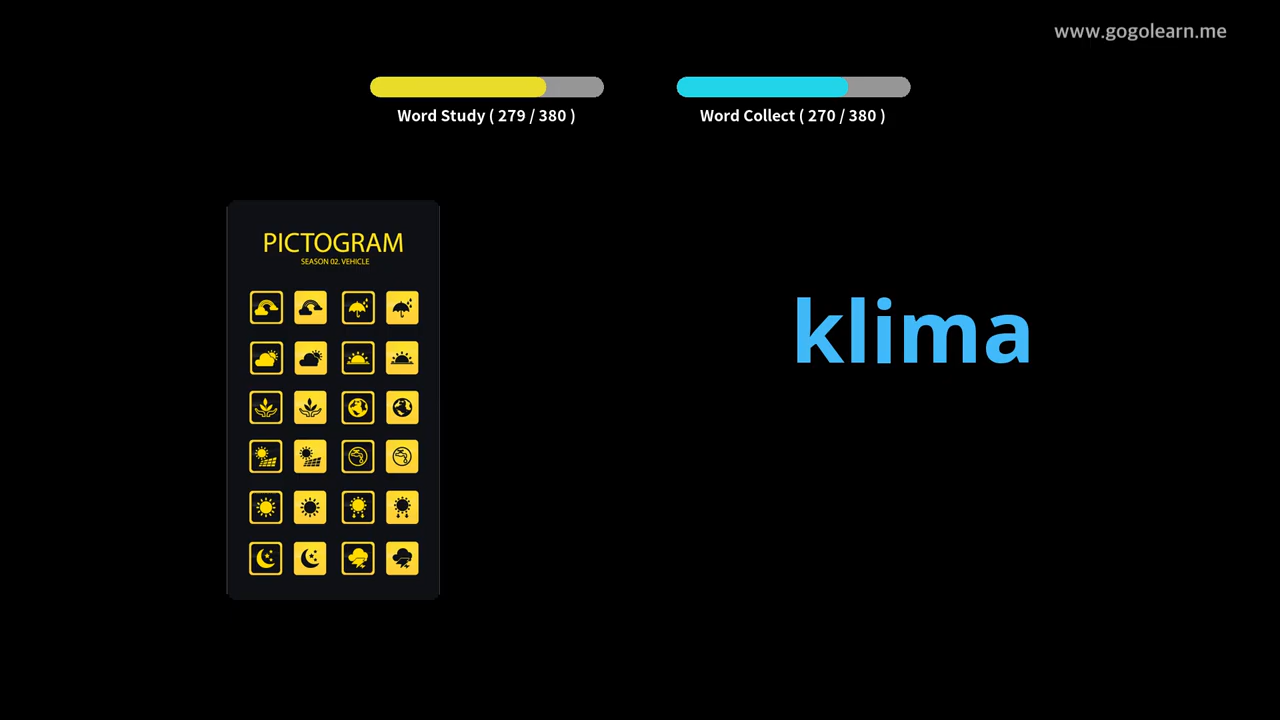 www.gogolearn.me
Word Study ( 279 / 380 )
Word Collect ( 270 / 380 )
PICTOGRAM
SEASON 02. VEHICLE
klima